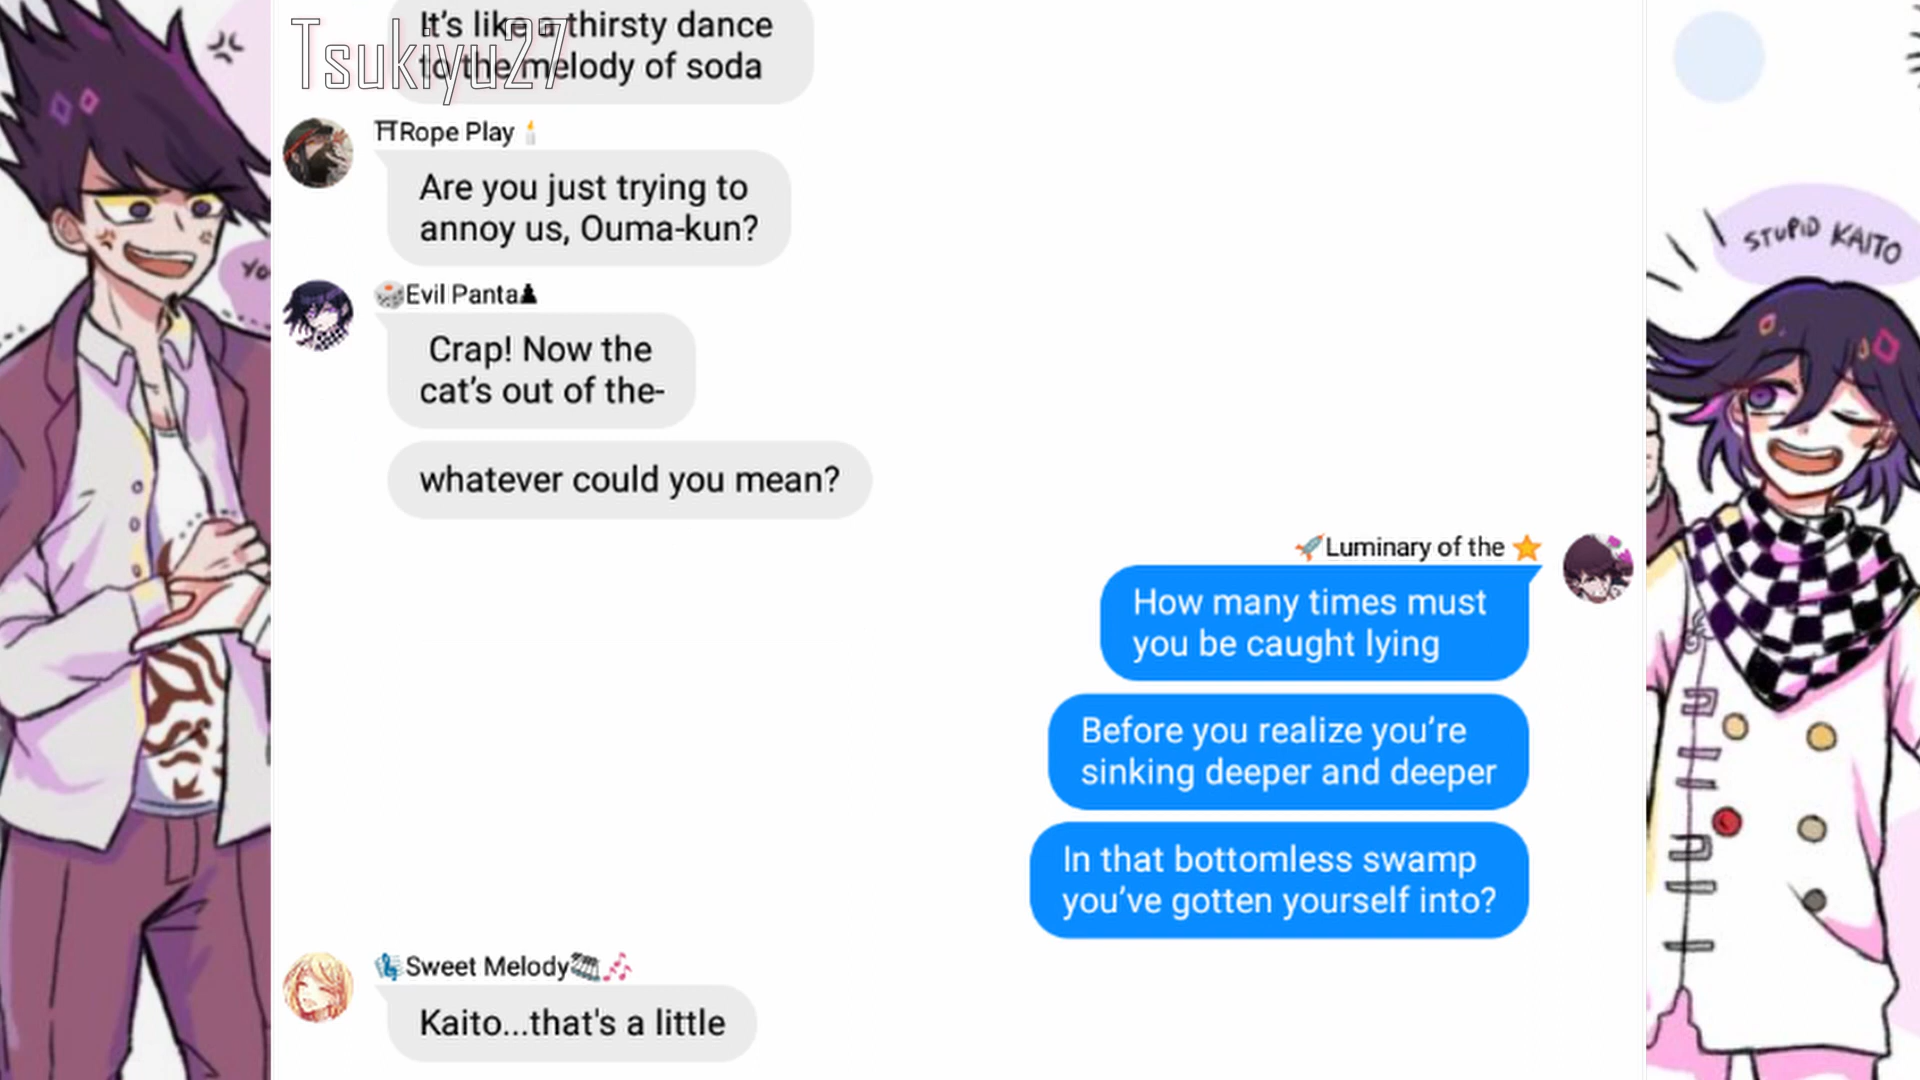 It's like a thirsty dance
to the melody of soda
Tsukiyu27
⛩Rope Play🕯
Are you just trying to
annoy us, Ouma-kun?
🎲Evil Panta♟
Crap! Now the
cat's out of the-
whatever could you mean?
🚀Luminary of the ⭐
How many times must
you be caught lying
Before you realize you're
sinking deeper and deeper
In that bottomless swamp
you've gotten yourself into?
🎼Sweet Melody🎹🎶
Kaito...that's a little
YO
STUPID KAITO